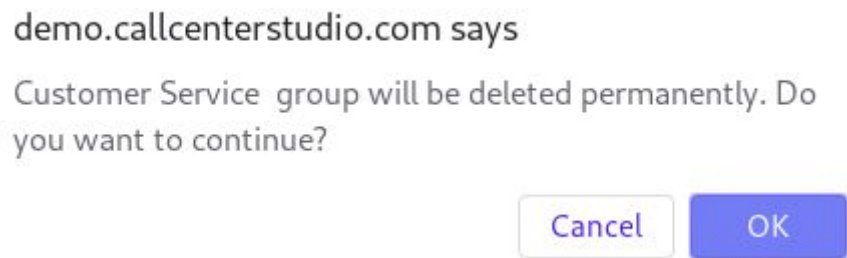 demo.callcenterstudio.com says
Customer Service  group will be deleted permanently. Do
you want to continue?
Cancel
OK